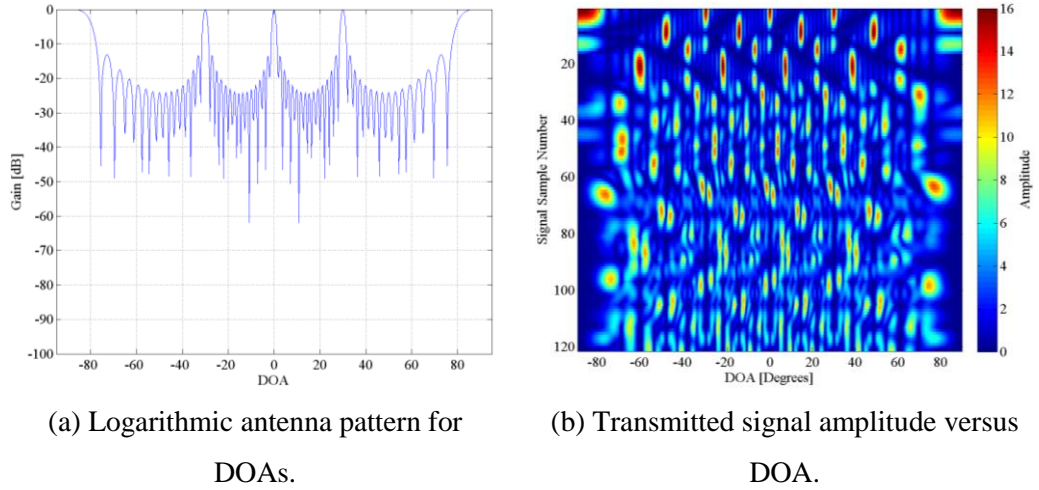 0
-10
-20
-30
-40
-50
-60
-70
-80
-90
-100
Gain [dB]
-80 -60 -40 -20 0 20 40 60 80
DOA
20
40
60
80
100
120
Signal Sample Number
-80 -60 -40 -20 0 20 40 60 80
DOA [Degrees]
16
14
12
10
8
6
4
2
0
Amplitude
(a) Logarithmic antenna pattern for
DOAs.
(b) Transmitted signal amplitude versus
DOA.